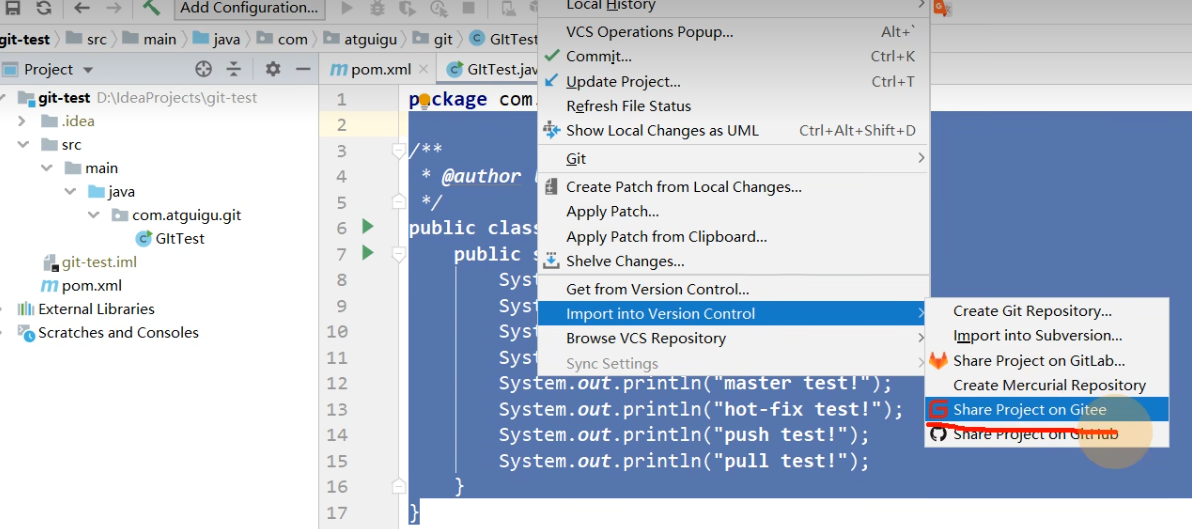 Add Configuration...
git-test
src
main
java
com
atguigu
git
GItTest
Project
pom.xml
GItTest.jav
git-test D:\IdeaProjects\git-test
.idea
src
main
java
com.atguigu.git
GItTest
git-test.iml
pom.xml
External Libraries
Scratches and Consoles
1 package com.
2
3 /**
4 * @author
5 */
6 public clas
7 public s
8 Syst
9 Syst
10 Syst
11 Syst
12 System.out.println("master test!");
13 System.out.println("hot-fix test!");
14 System.out.println("push test!");
15 System.out.println("pull test!");
16 }
17 }
Local History
VCS Operations Popup... Alt+`
Commit... Ctrl+K
Update Project... Ctrl+T
Refresh File Status
Show Local Changes as UML Ctrl+Alt+Shift+D
Git
Create Patch from Local Changes...
Apply Patch...
Apply Patch from Clipboard...
Shelve Changes...
Get from Version Control...
Import into Version Control
Browse VCS Repository
Sync Settings
Create Git Repository...
Import into Subversion...
Share Project on GitLab...
Create Mercurial Repository
Share Project on Gitee
Share Project on GitHub